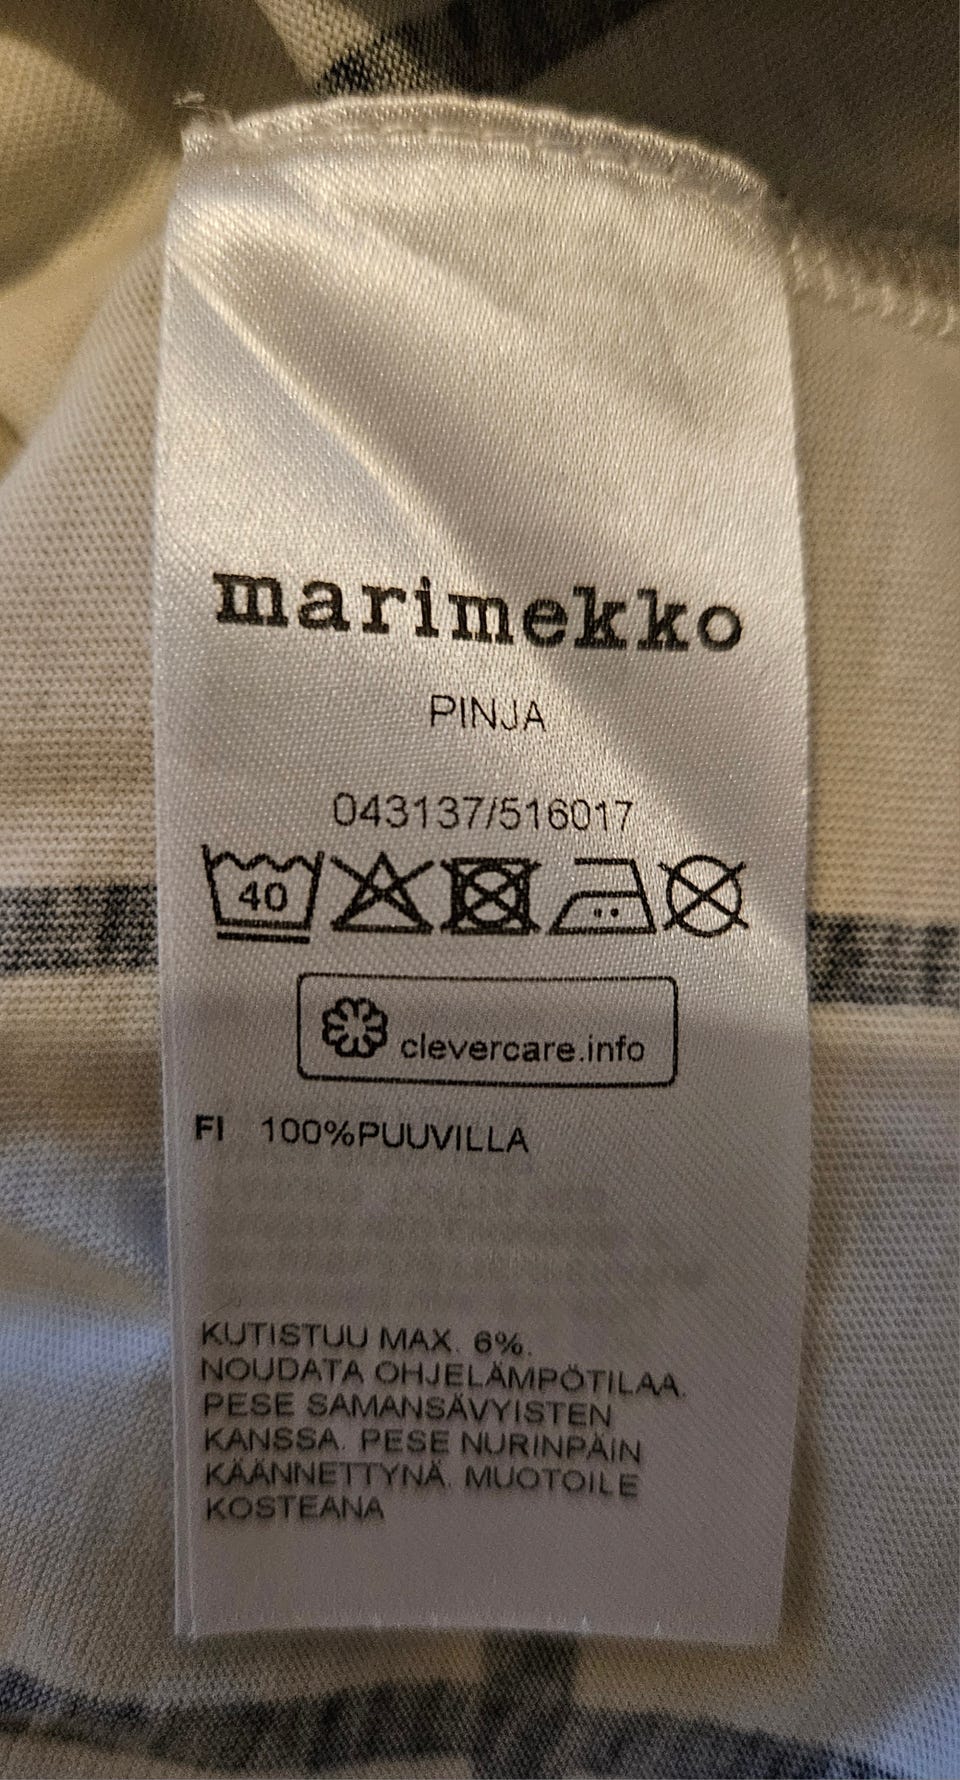 marimekko
PINJA
043137/516017
40
clevercare.info
FI 100%PUUVILLA
KUTISTUU MAX. 6%.
NOUDATA OHJELÄMPÖTILAA.
PESE SAMANSÄVYISTEN
KANSSA. PESE NURINPÄIN
KÄÄNNETTYNÄ. MUOTOILE
KOSTEANA